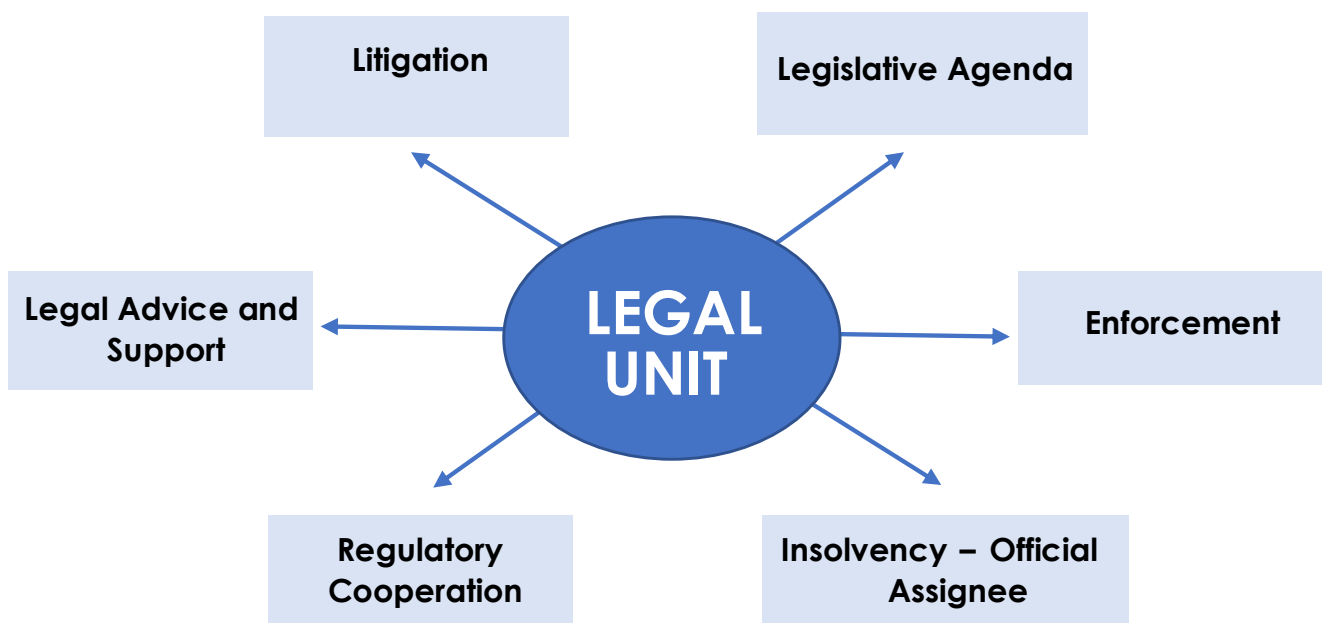 Litigation
Legislative Agenda
Legal Advice and
Support
LEGAL
UNIT
Enforcement
Regulatory
Cooperation
Insolvency – Official
Assignee